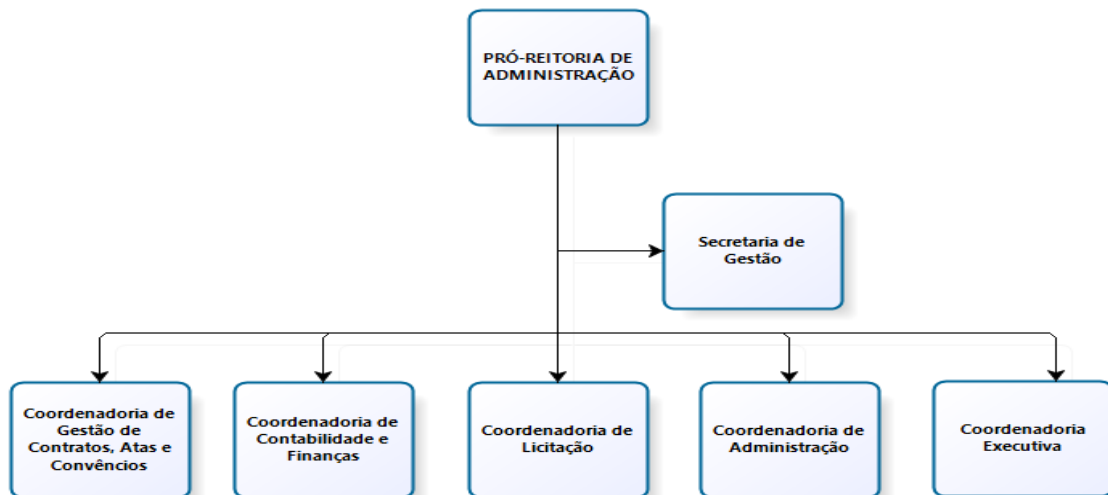 PRÓ-REITORIA DE
ADMINISTRAÇÃO
Secretaria de
Gestão
Coordenadoria de
Gestão de
Contratos, Atas e
Convêncios
Coordenadoria de
Contabilidade e
Finanças
Coordenadoria de
Licitação
Coordenadoria de
Administração
Coordenadoria
Executiva